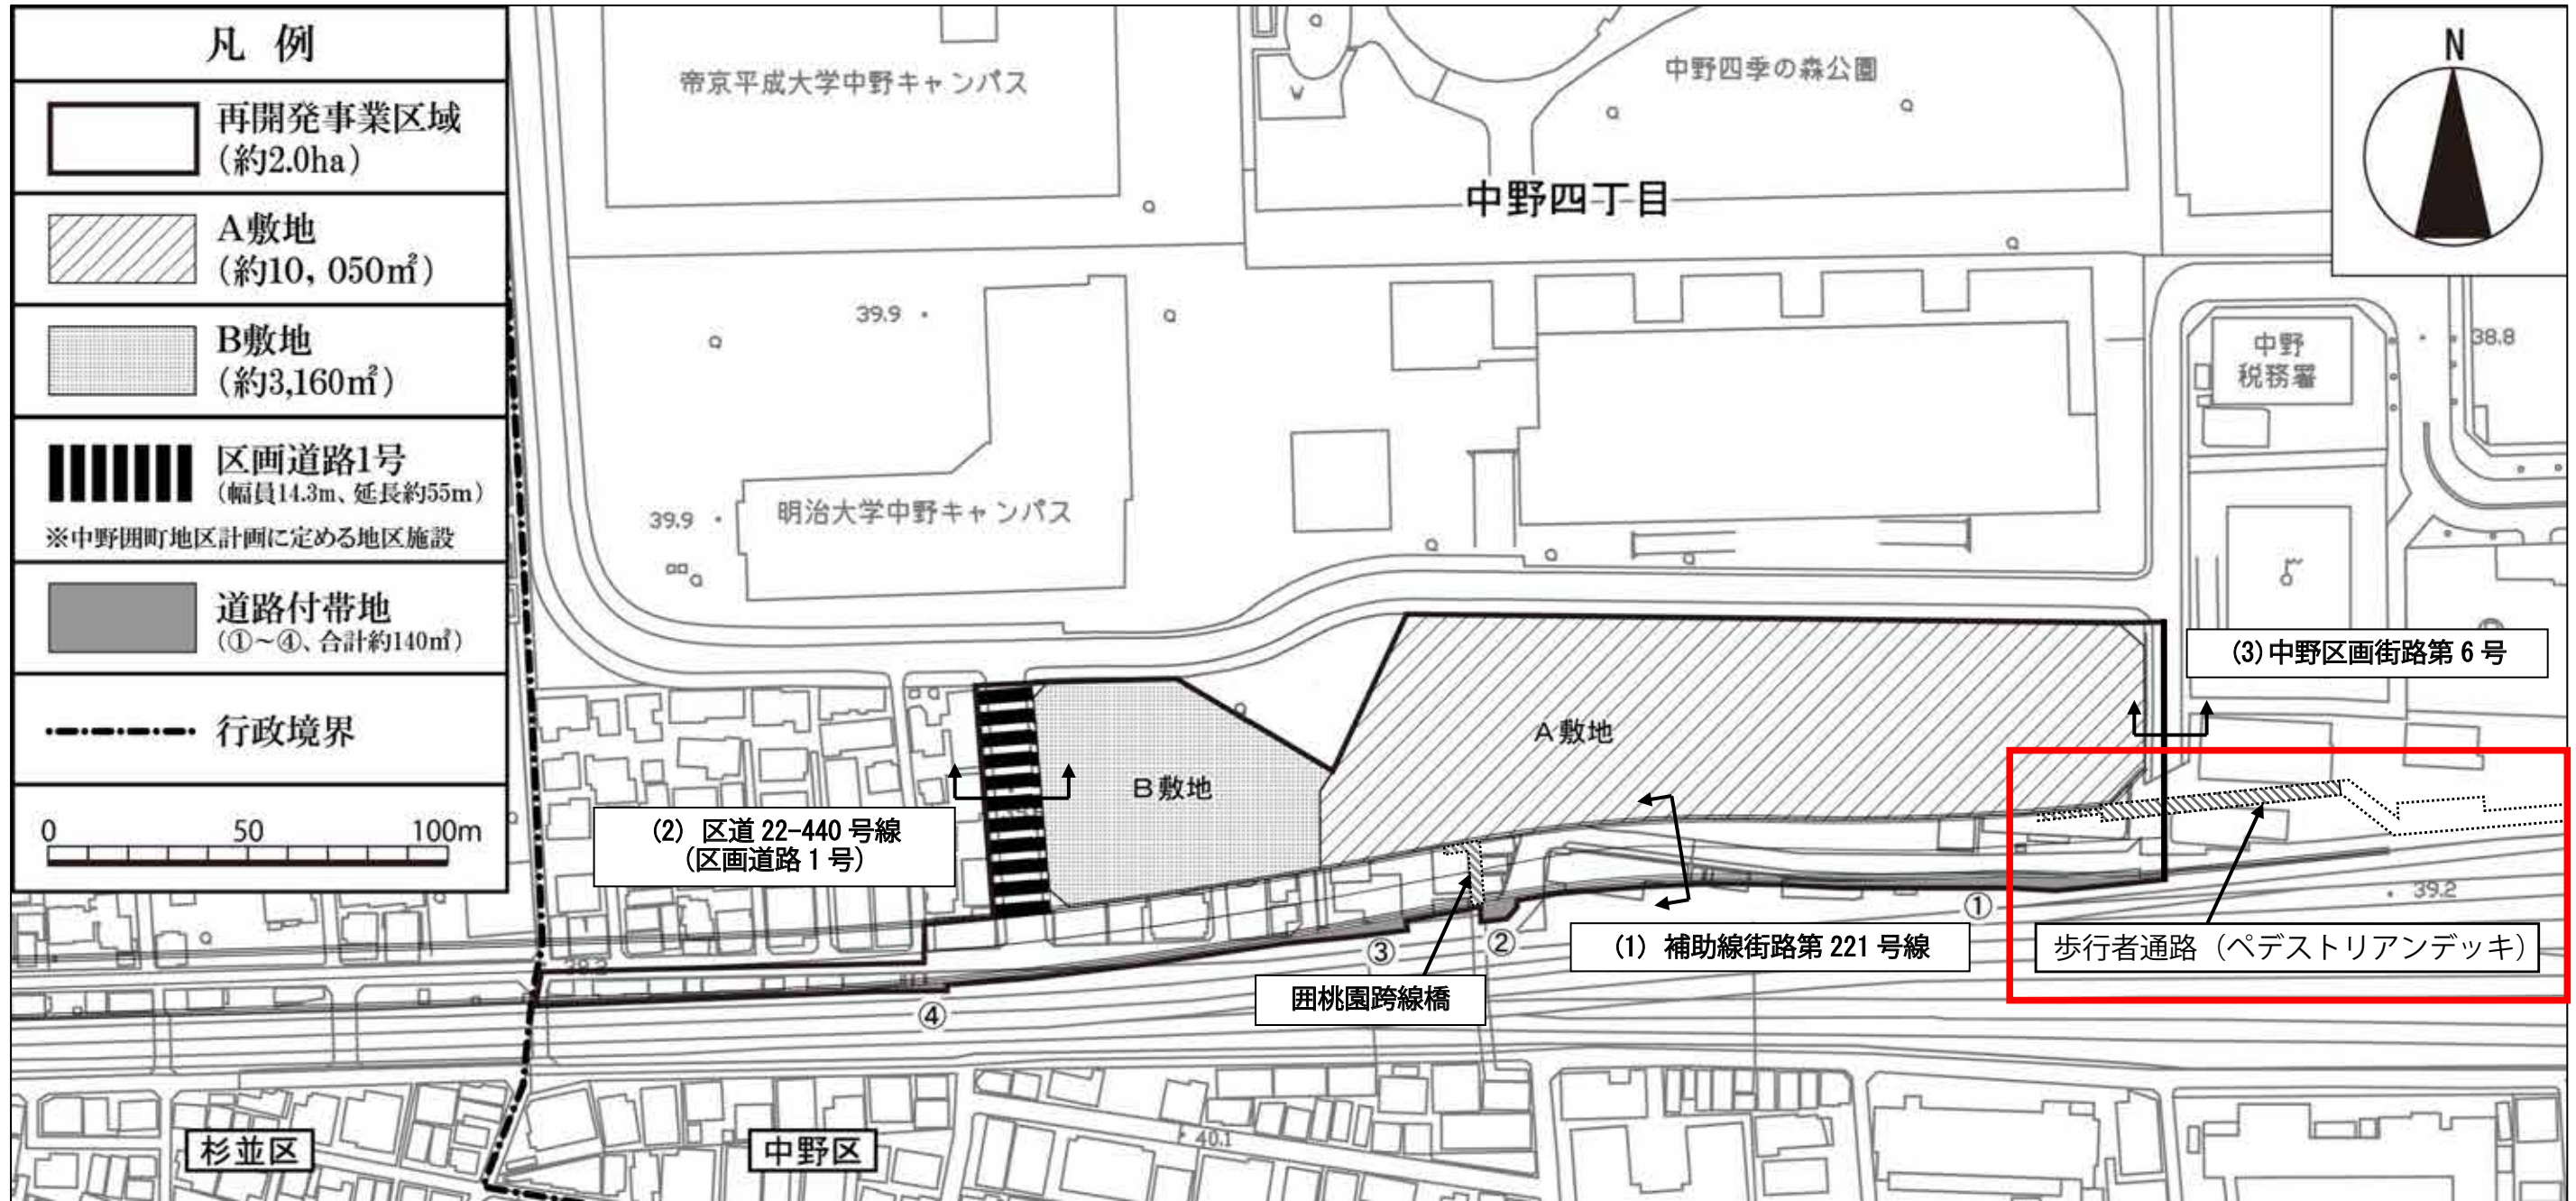 凡 例
再開発事業区域
(約2.0ha)
A敷地
(約10, 050㎡)
B敷地
(約3,160㎡)
区画道路1号
(幅員14.3m、延長約55m)
※中野囲町地区計画に定める地区施設
道路付帯地
(①～④、合計約140㎡)
行政境界
0 50 100m
N
帝京平成大学中野キャンパス
中野四季の森公園
中野四丁目
39.9
39.9
明治大学中野キャンパス
中野
税務署
38.8
(3)中野区画街路第6号
A敷地
B敷地
(2) 区道22-440号線
(区画道路1号)
(1) 補助線街路第221号線
歩行者通路（ペデストリアンデッキ）
囲桃園跨線橋
①
②
③
④
39.2
39.2
40.1
杉並区
中野区